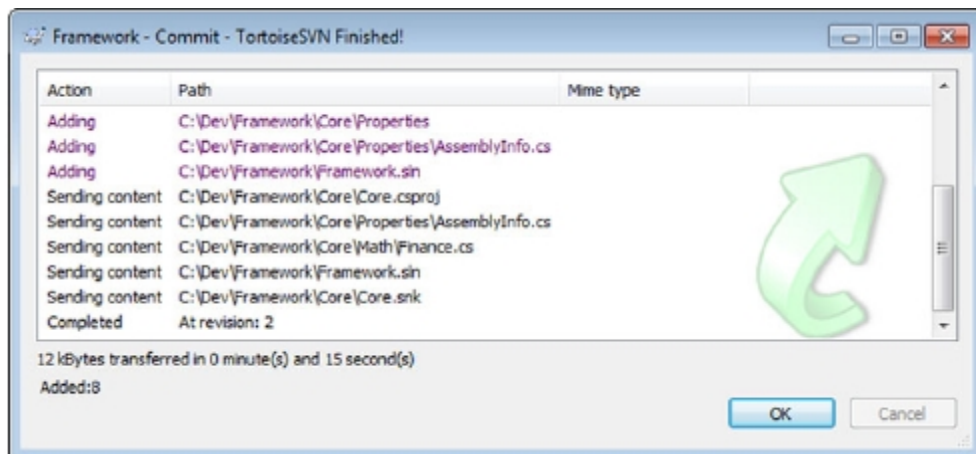 Framework - Commit - TortoiseSVN Finished!
Action Path Mime type
Adding C:\Dev\Framework\Core\Properties
Adding C:\Dev\Framework\Core\Properties\AssemblyInfo.cs
Adding C:\Dev\Framework\Framework.sln
Sending content C:\Dev\Framework\Core\Core.csproj
Sending content C:\Dev\Framework\Core\Properties\AssemblyInfo.cs
Sending content C:\Dev\Framework\Core\Math\Finance.cs
Sending content C:\Dev\Framework\Framework.sln
Sending content C:\Dev\Framework\Core\Core.snk
Completed At revision: 2
12 kBytes transferred in 0 minute(s) and 15 second(s)
Added:8
OK Cancel